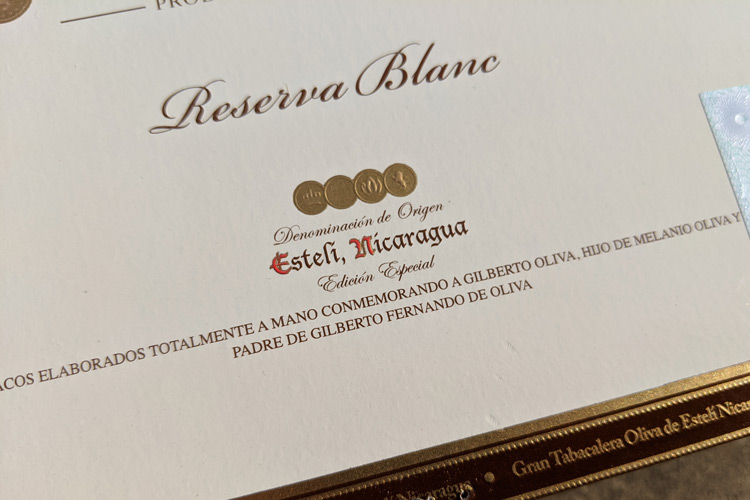 Reserva Blanc
Denominación de Origen
Estelí, Nicaragua
Edición Especial
ELABORADOS TOTALMENTE A MANO CONMEMORANDO A GILBERTO OLIVA, HIJO DE MELANIO OLIVA Y
PADRE DE GILBERTO FERNANDO DE OLIVA
Nicaragua • Gran Tabacalera Oliva de Estelí